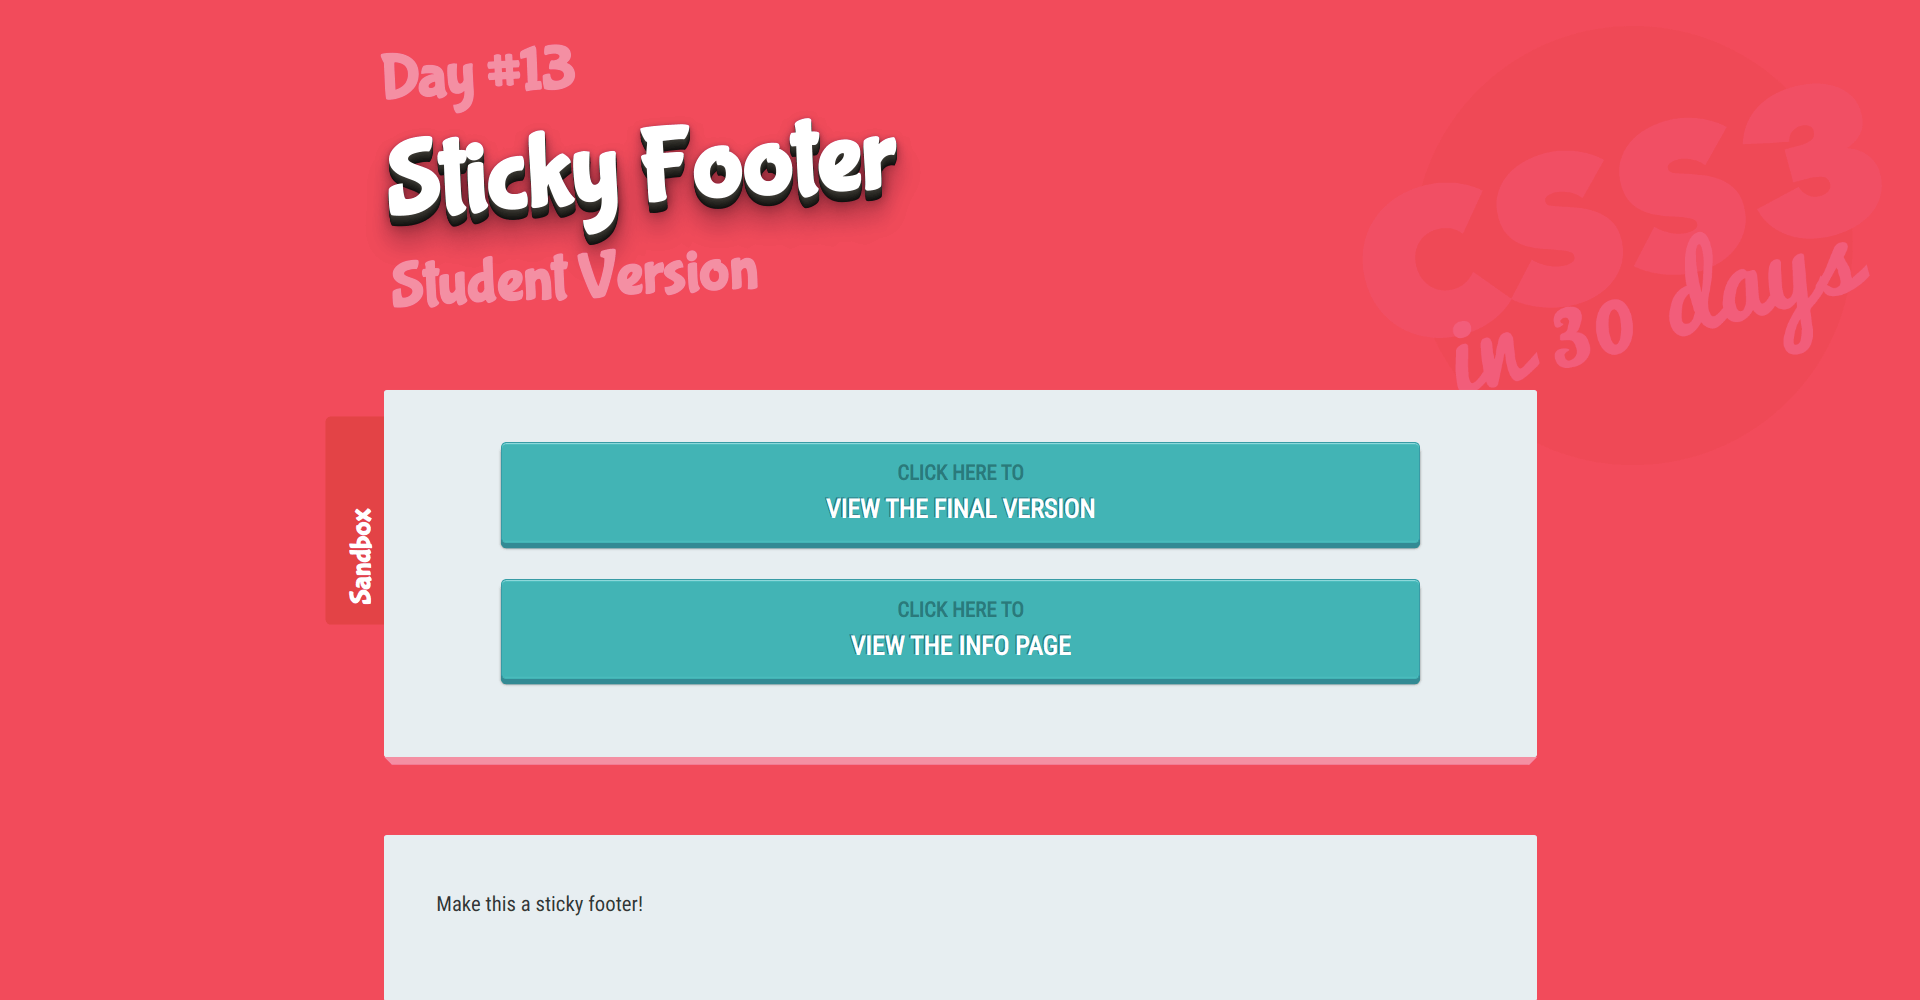 Day #13
Sticky Footer
Student Version
CSS3
in 30 days
Sandbox
CLICK HERE TO
VIEW THE FINAL VERSION
CLICK HERE TO
VIEW THE INFO PAGE
Make this a sticky footer!